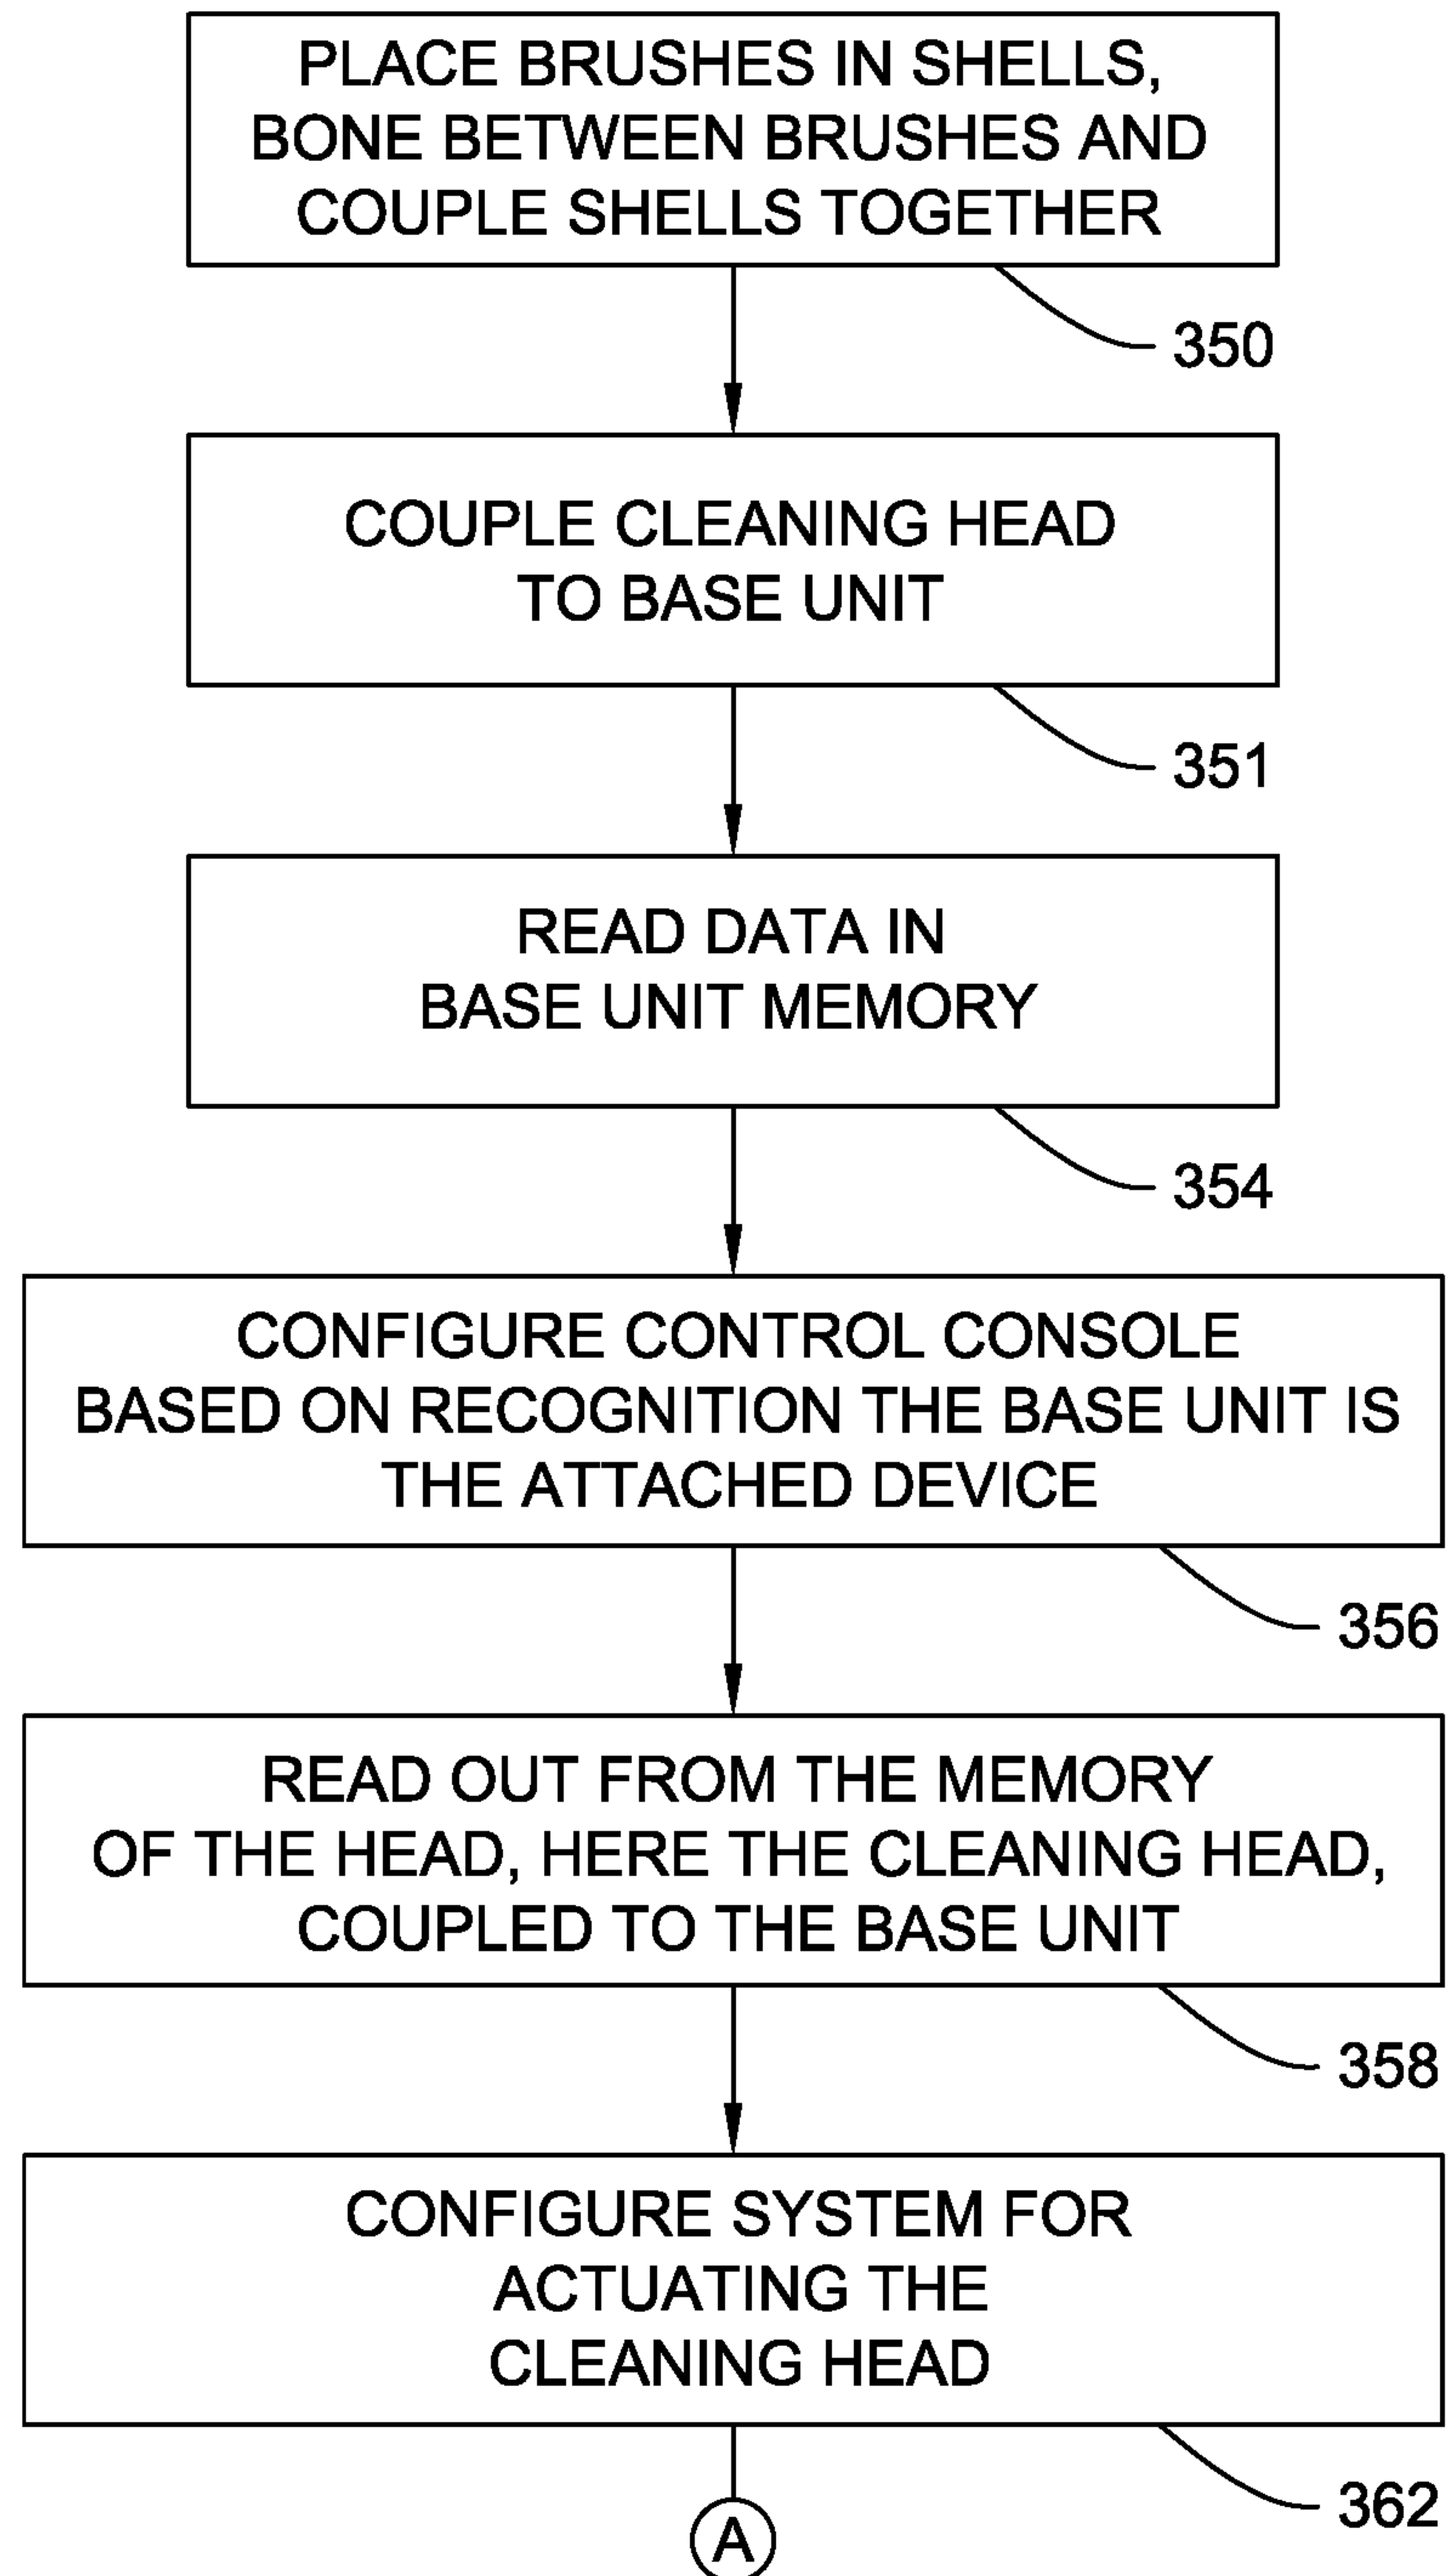 PLACE BRUSHES IN SHELLS,
BONE BETWEEN BRUSHES AND
COUPLE SHELLS TOGETHER
350
COUPLE CLEANING HEAD
TO BASE UNIT
351
READ DATA IN
BASE UNIT MEMORY
354
CONFIGURE CONTROL CONSOLE
BASED ON RECOGNITION THE BASE UNIT IS
THE ATTACHED DEVICE
356
READ OUT FROM THE MEMORY
OF THE HEAD, HERE THE CLEANING HEAD,
COUPLED TO THE BASE UNIT
358
CONFIGURE SYSTEM FOR
ACTUATING THE
CLEANING HEAD
362
A